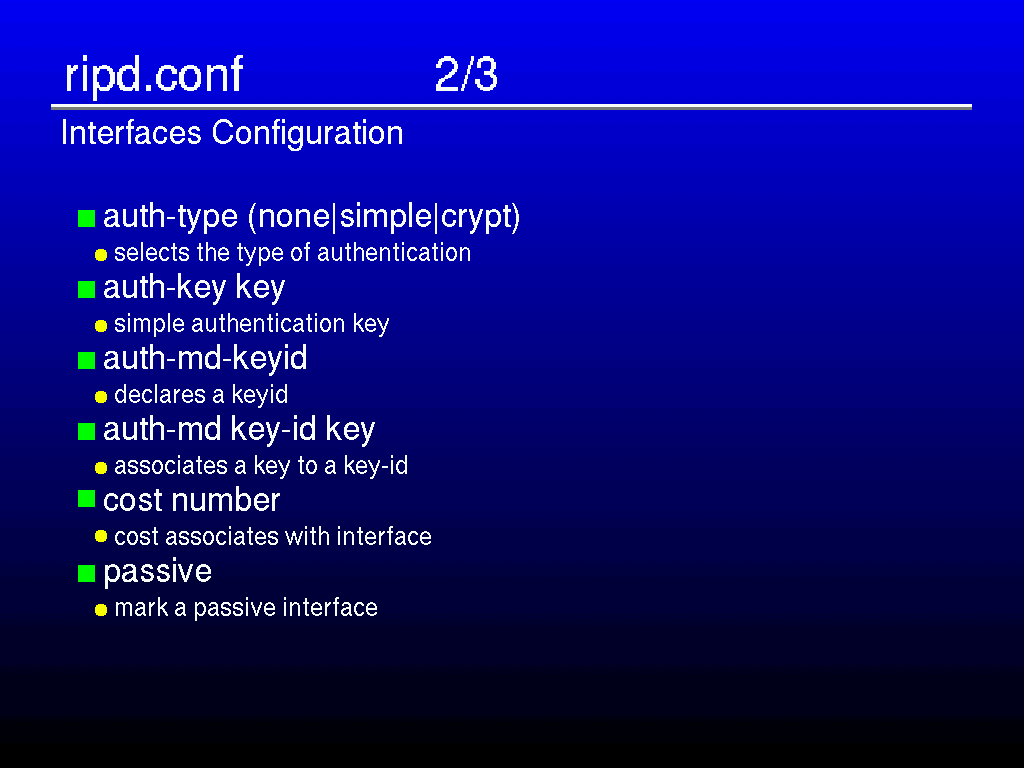 ripd.conf 2/3
Interfaces Configuration
auth-type (none|simple|crypt)
selects the type of authentication
auth-key key
simple authentication key
auth-md-keyid
declares a keyid
auth-md key-id key
associates a key to a key-id
cost number
cost associates with interface
passive
mark a passive interface